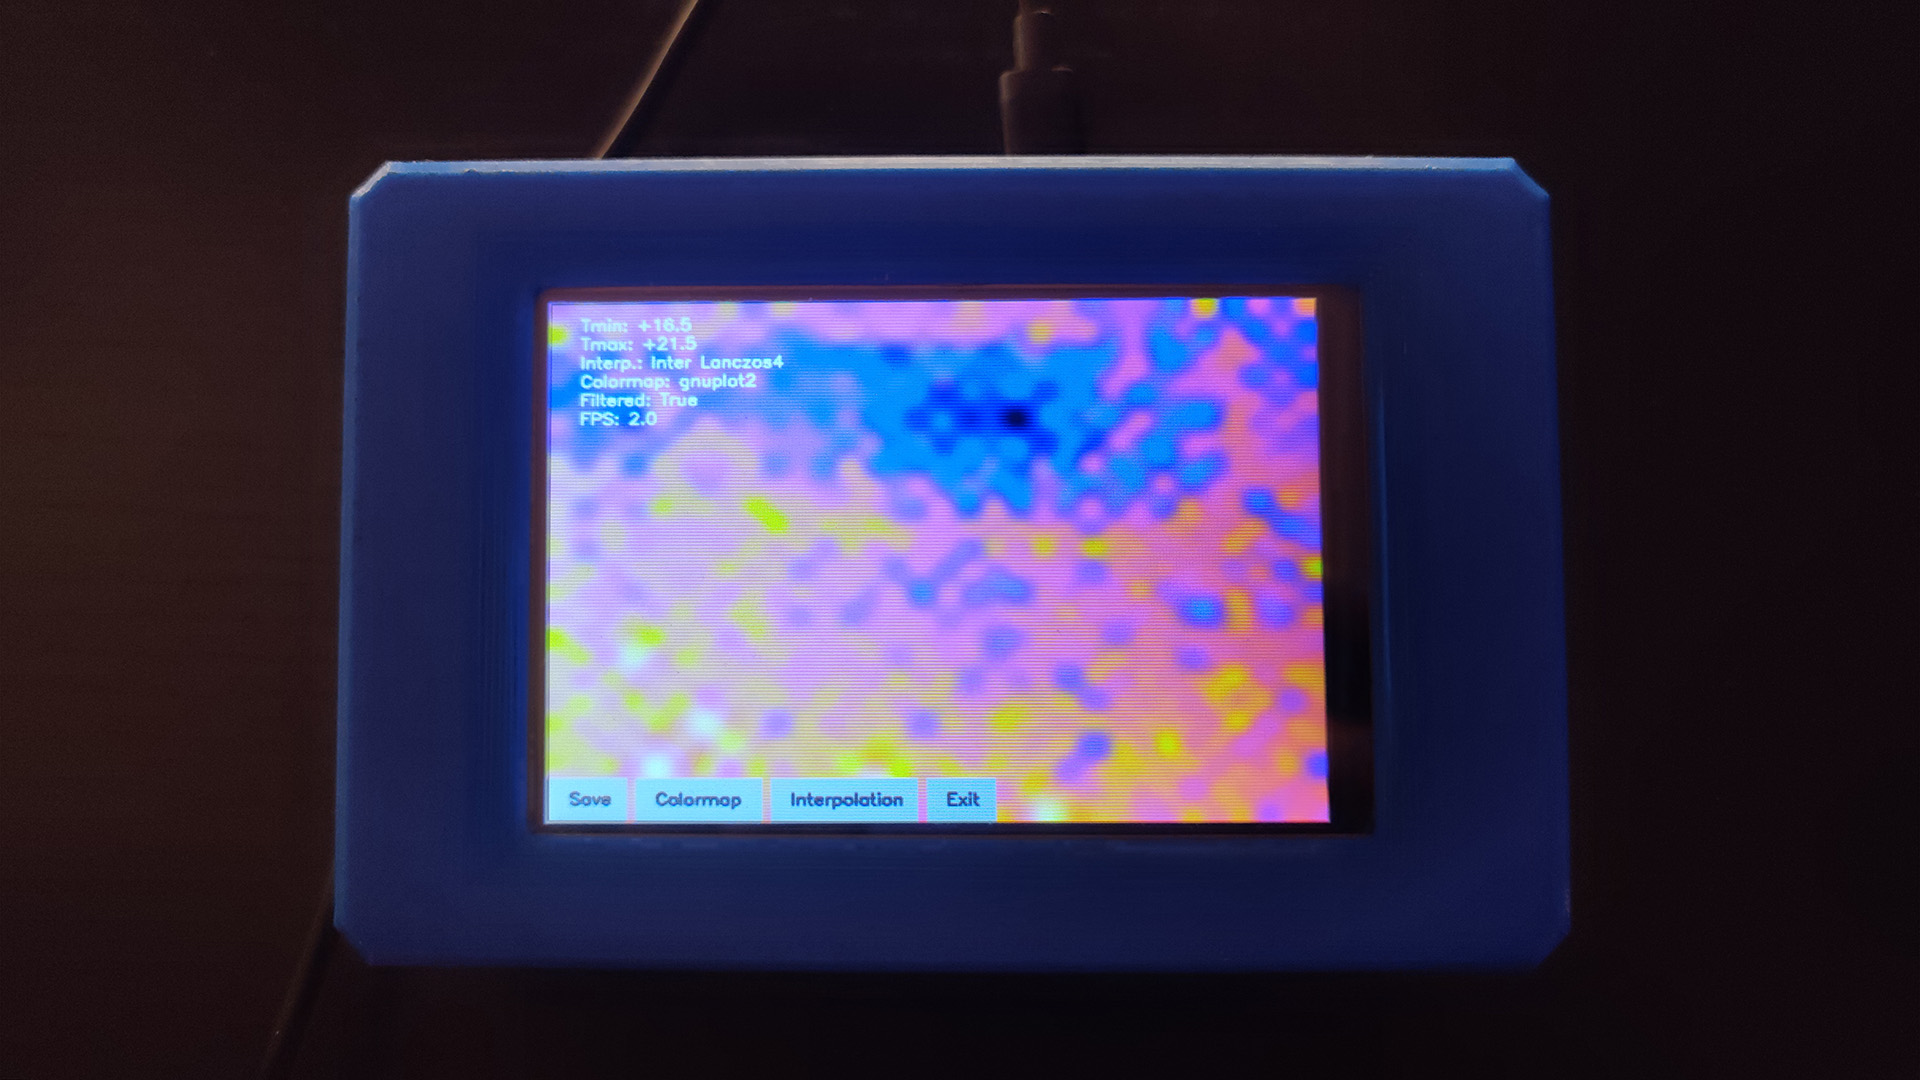 Tmin: +16.5
Tmax: +21.5
Interp.: Inter Lanczos4
Colormap: gnuplot2
Filtered: True
FPS: 2.0
Save Colormap Interpolation Exit